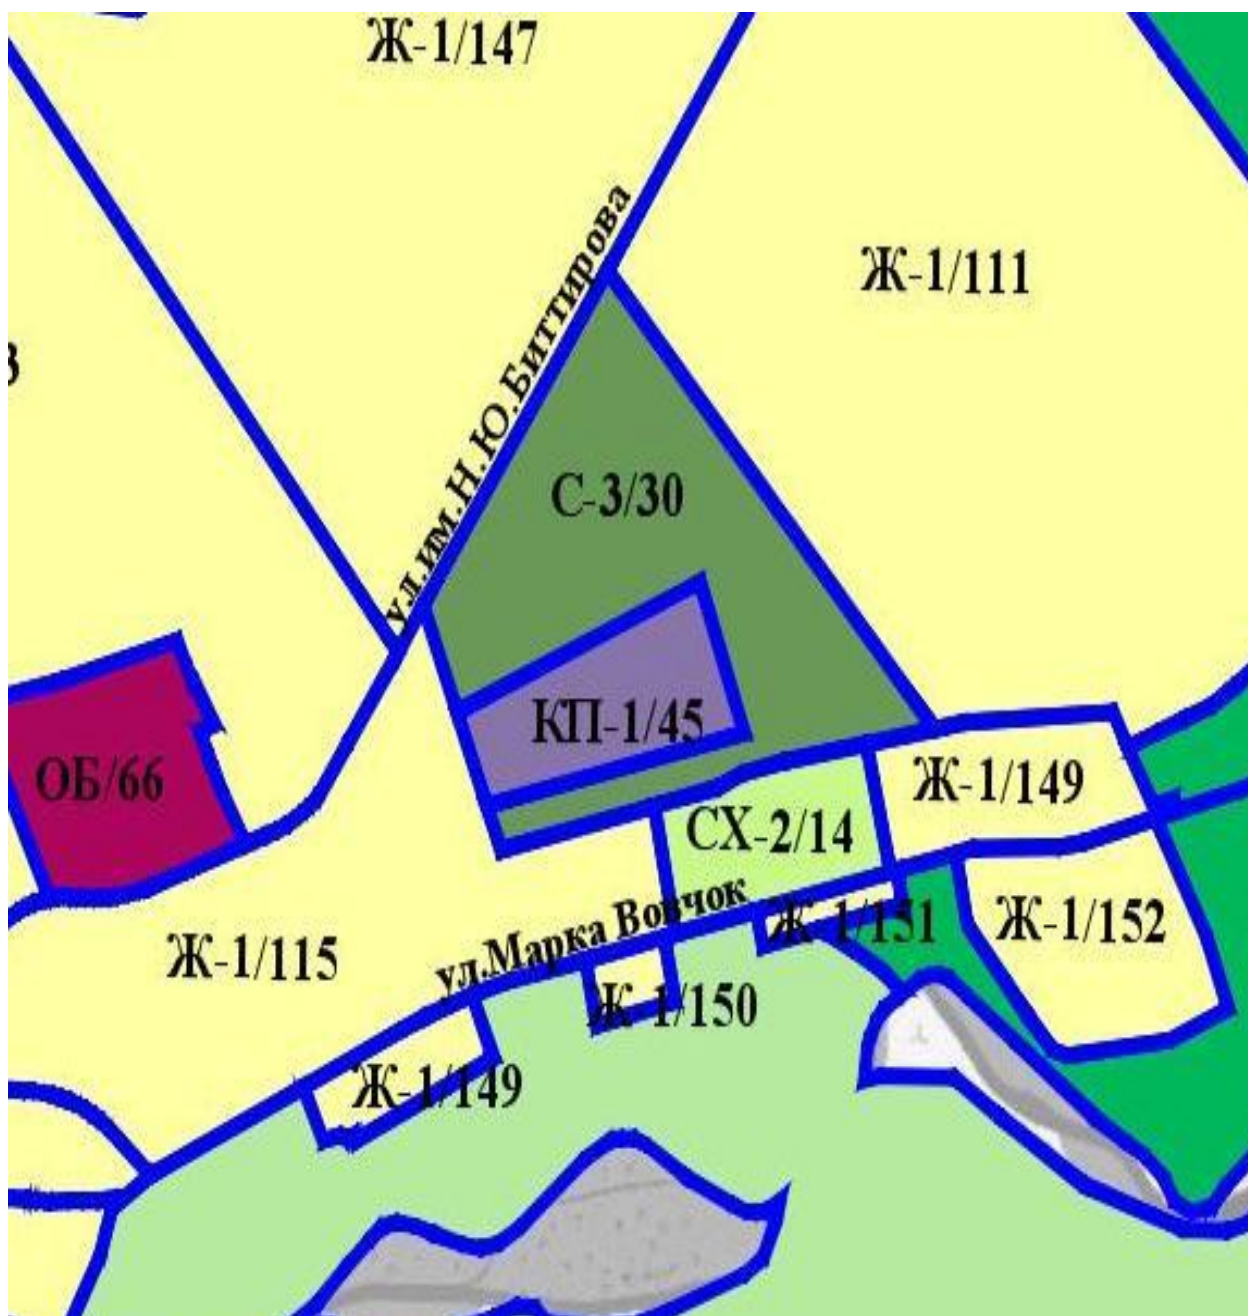 Ж-1/147
Ж-1/111
ул.им.Н.Ю.Биттирова
С-3/30
КП-1/45
ОБ/66
Ж-1/149
СХ-2/14
Ж-1/151
Ж-1/152
Ж-1/115
ул.Марка Вовчок
Ж-1/150
Ж-1/149